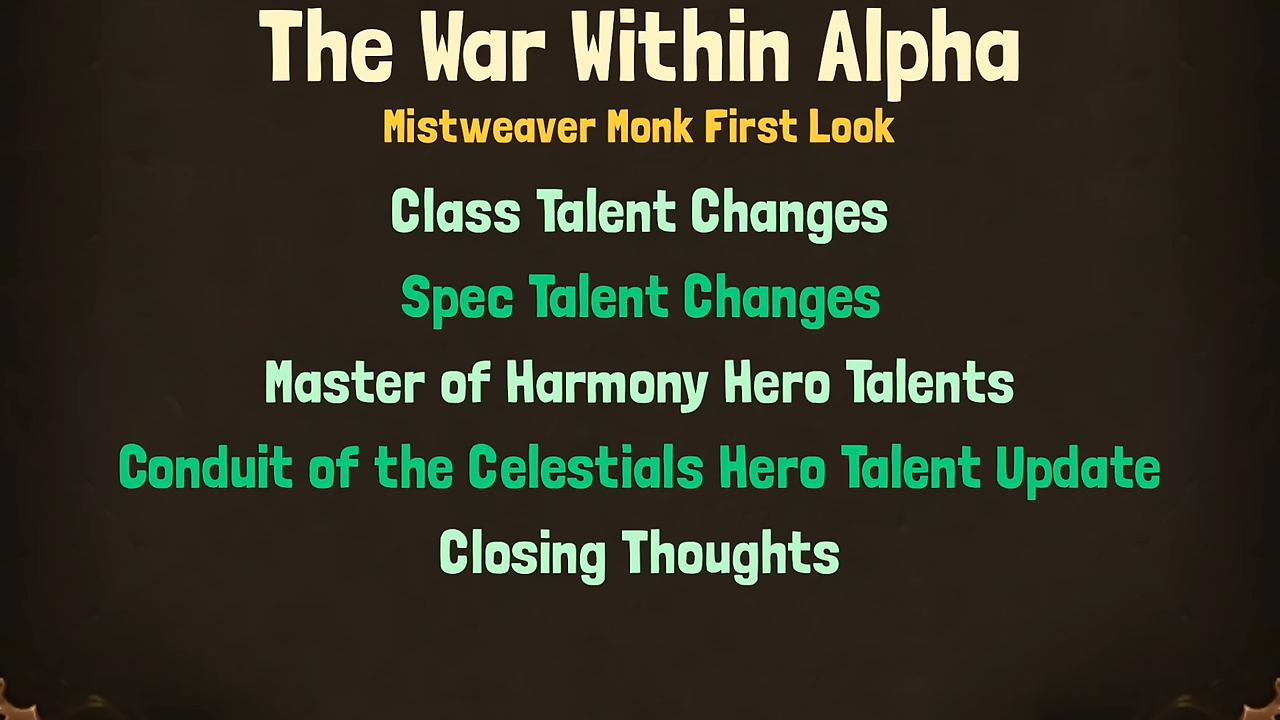 The War Within Alpha
Mistweaver Monk First Look
Class Talent Changes
Spec Talent Changes
Master of Harmony Hero Talents
Conduit of the Celestials Hero Talent Update
Closing Thoughts